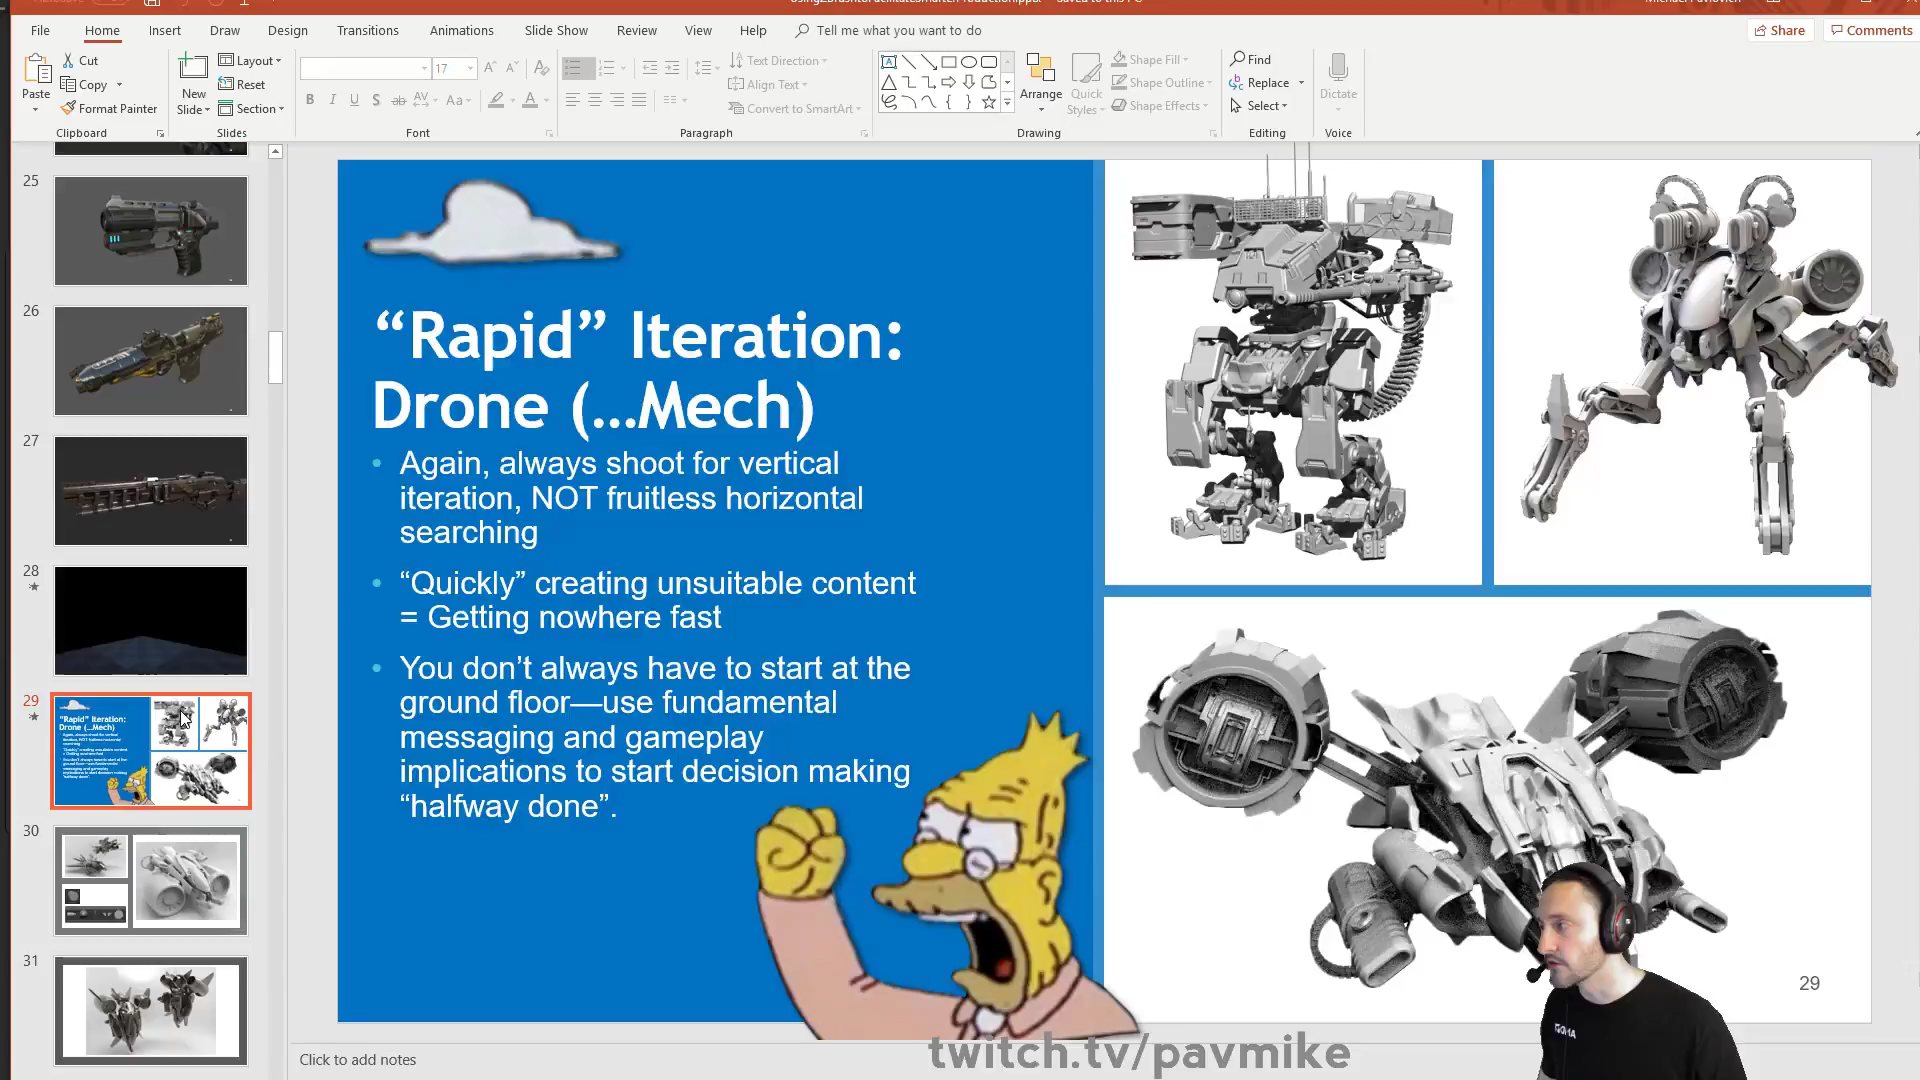 File Home Insert Draw Design Transitions Animations Slide Show Review View Help Tell me what you want to do Share Comments
Paste Cut Copy Format Painter Clipboard
New Slide Layout Reset Section Slides
17
B I U S ab AV Aa A Font
Text Direction Align Text Convert to SmartArt Paragraph
Arrange Quick Styles Shape Fill Shape Outline Shape Effects Drawing
Find Replace Select Editing
Dictate Voice
25
26
27
28
29
30
31
“Rapid” Iteration:
Drone (...Mech)
Again, always shoot for vertical
iteration, NOT fruitless horizontal
searching
“Quickly” creating unsuitable content
= Getting nowhere fast
You don’t always have to start at the
ground floor—use fundamental
messaging and gameplay
implications to start decision making
“halfway done”.
29
Click to add notes
twitch.tv/pavmike